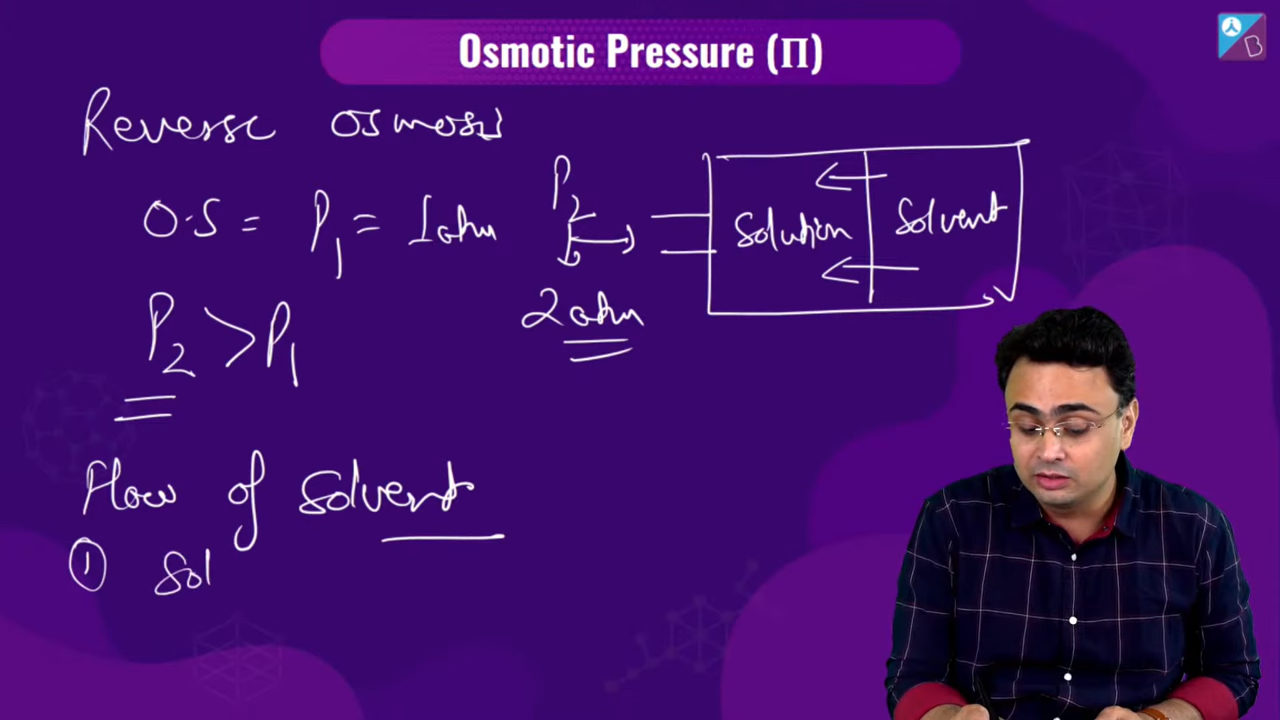 Osmotic Pressure (Π)
Reverse osmosis
O.S = P1 = 1atm
P2
2atm
Solution
Solvent
P2 > P1
Flow of solvent
① Sol
B